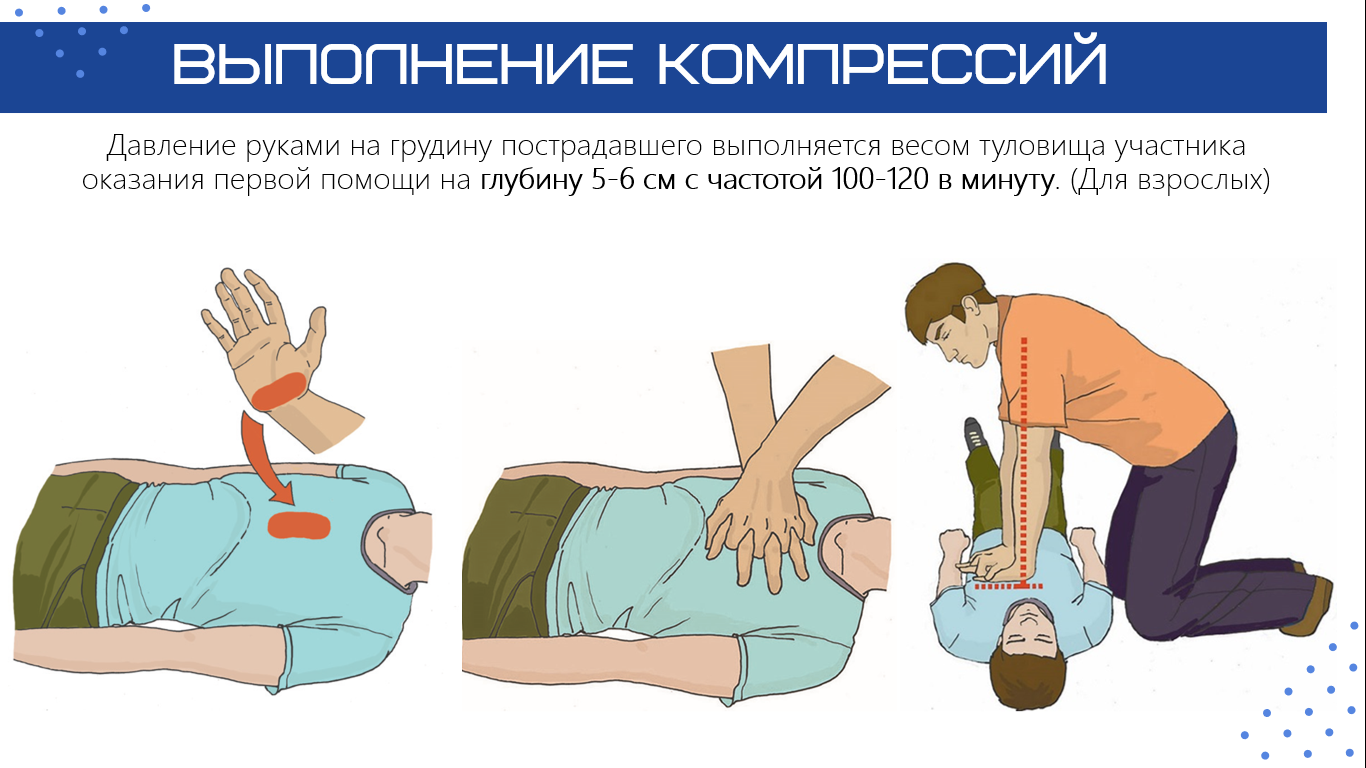 ВЫПОЛНЕНИЕ КОМПРЕССИЙ
Давление руками на грудину пострадавшего выполняется весом туловища участника
оказания первой помощи на глубину 5-6 см с частотой 100-120 в минуту. (Для взрослых)